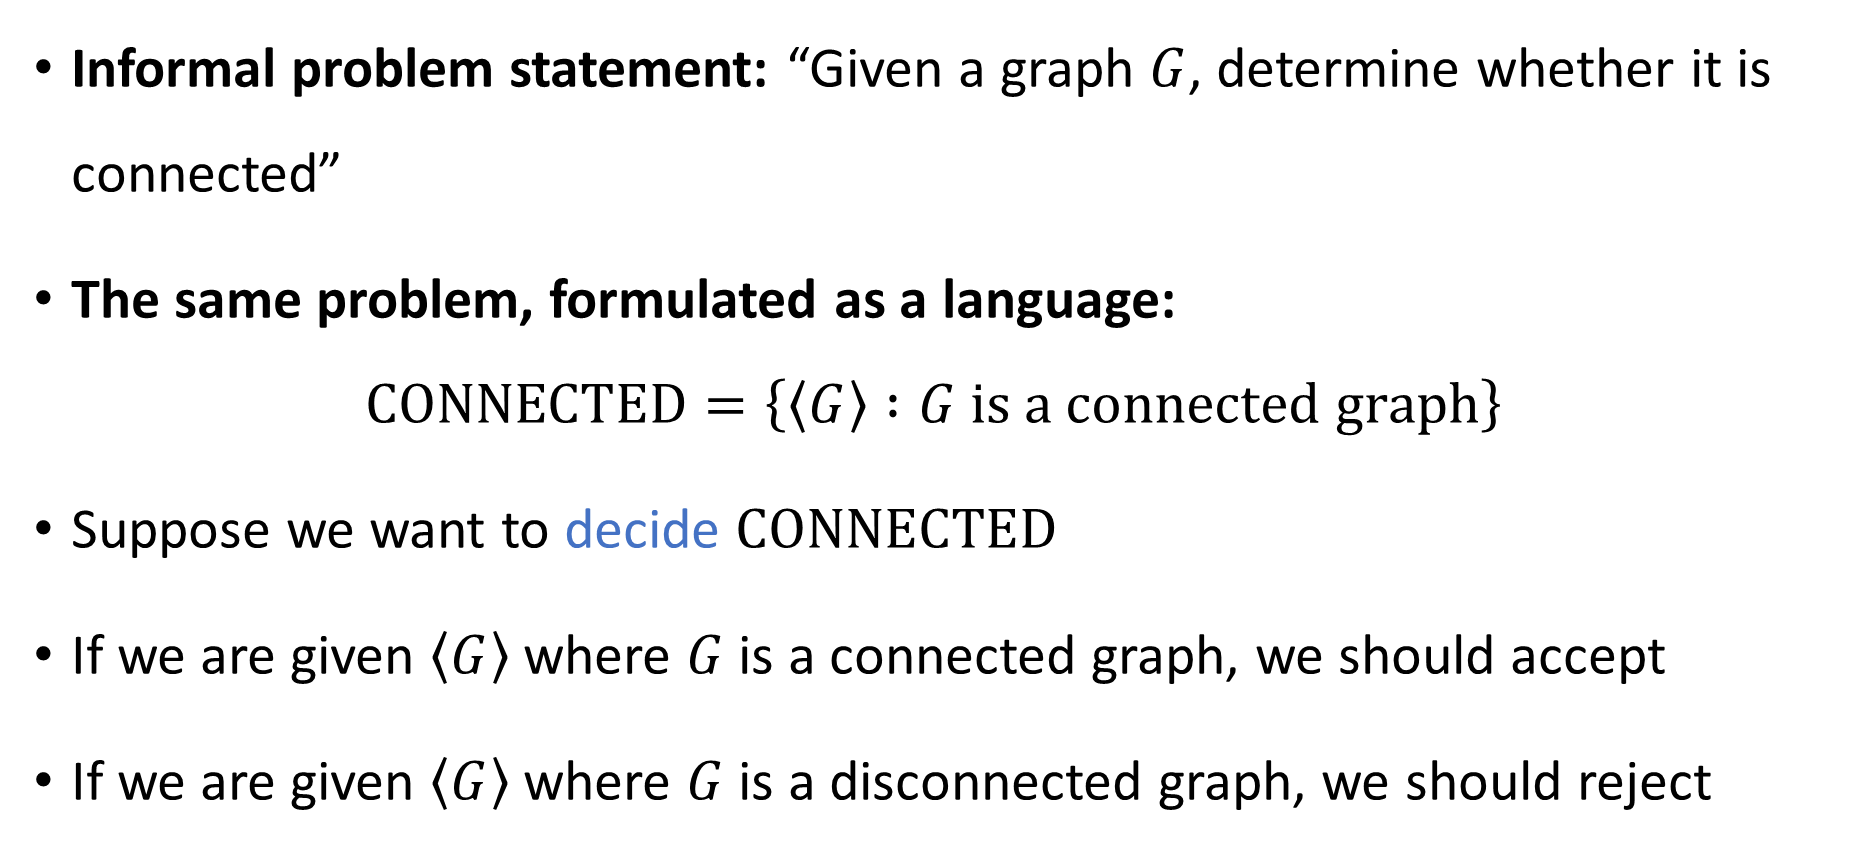 • Informal problem statement: “Given a graph 𝐺, determine whether it is
connected”
• The same problem, formulated as a language:
CONNECTED = {⟨𝐺⟩ : 𝐺 is a connected graph}
• Suppose we want to decide CONNECTED
• If we are given ⟨𝐺⟩ where 𝐺 is a connected graph, we should accept
• If we are given ⟨𝐺⟩ where 𝐺 is a disconnected graph, we should reject